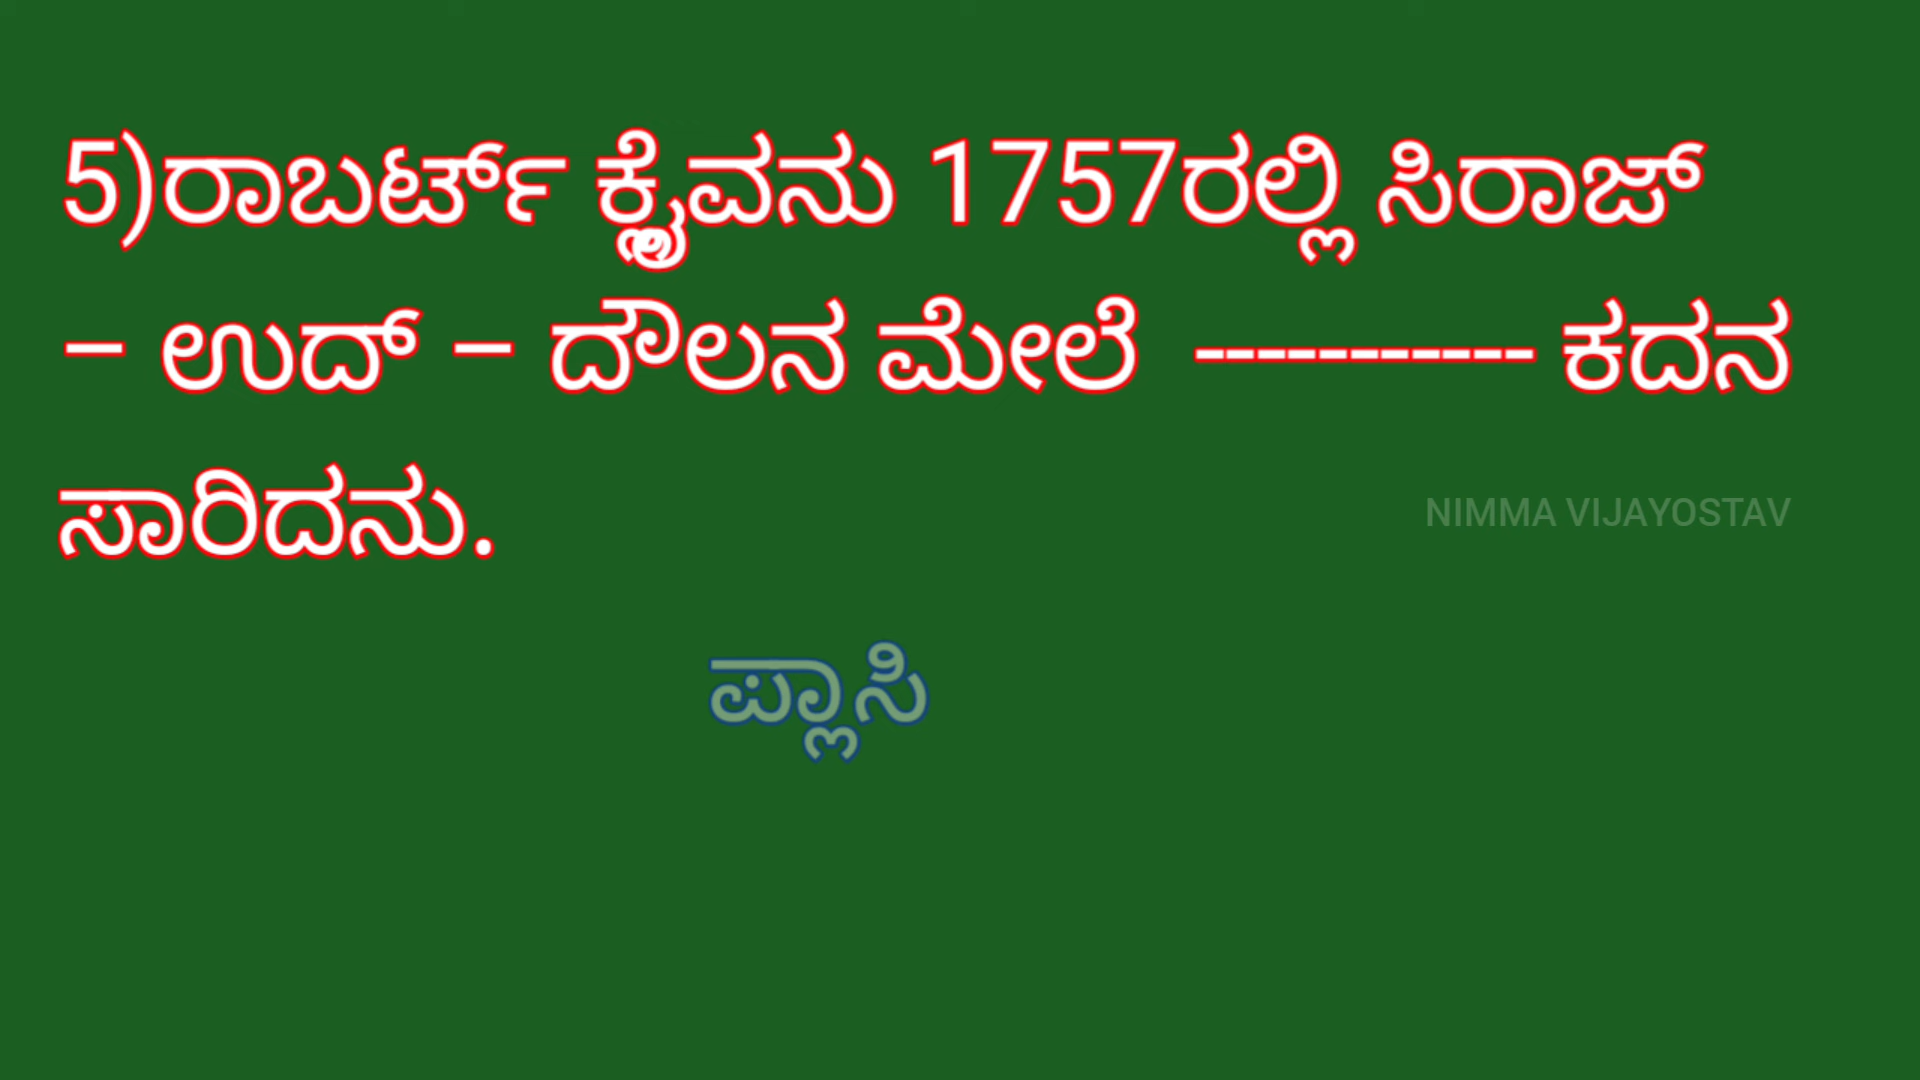 5)ರಾಬರ್ಟ್ ಕ್ಲೈವನು 1757ರಲ್ಲಿ ಸಿರಾಜ್
– ಉದ್ – ದೌಲನ ಮೇಲೆ ----------- ಕದನ
ಸಾರಿದನು.
NIMMA VIJAYOSTAV
ಪ್ಲಾಸಿ